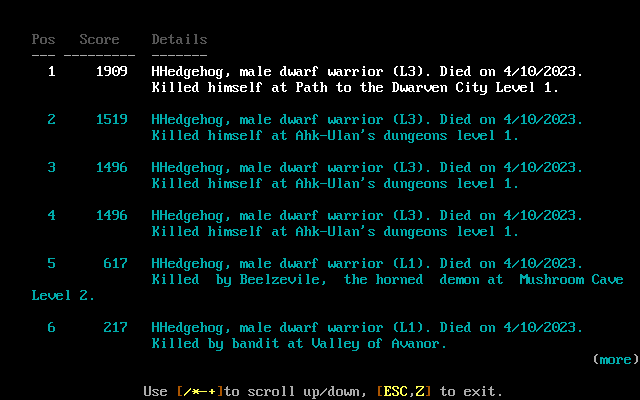 Pos   Score    Details
--- ---------  -------
1     1909   HHedgehog, male dwarf warrior (L3). Died on 4/10/2023.
Killed himself at Path to the Dwarven City Level 1.
2     1519   HHedgehog, male dwarf warrior (L3). Died on 4/10/2023.
Killed himself at Ahk-Ulan's dungeons level 1.
3     1496   HHedgehog, male dwarf warrior (L3). Died on 4/10/2023.
Killed himself at Ahk-Ulan's dungeons level 1.
4     1496   HHedgehog, male dwarf warrior (L3). Died on 4/10/2023.
Killed himself at Ahk-Ulan's dungeons level 1.
5      617   HHedgehog, male dwarf warrior (L1). Died on 4/10/2023.
Killed  by Beelzevile,  the horned  demon at  Mushroom Cave
Level 2.
6      217   HHedgehog, male dwarf warrior (L1). Died on 4/10/2023.
Killed by bandit at Valley of Avanor.
(more)
Use [/*-+]to scroll up/down, [ESC,Z] to exit.